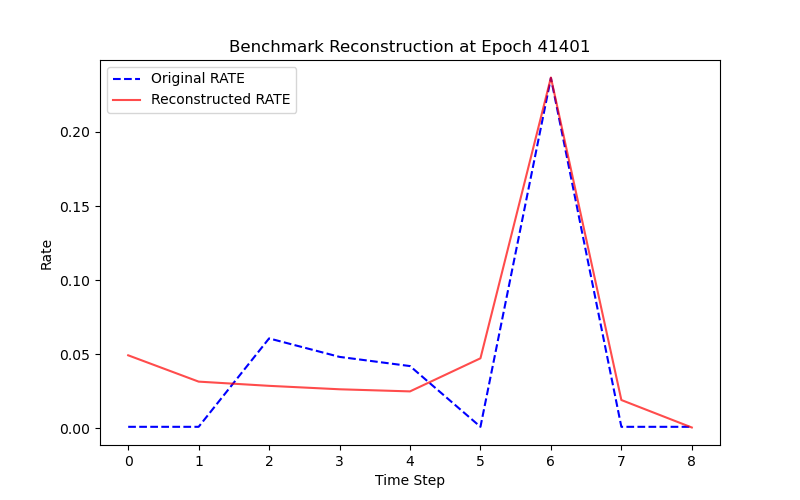 Benchmark Reconstruction at Epoch 41401
Original RATE
Reconstructed RATE
0.20
0.15
0.10
0.05
0.00
Rate
0 1 2 3 4 5 6 7 8
Time Step